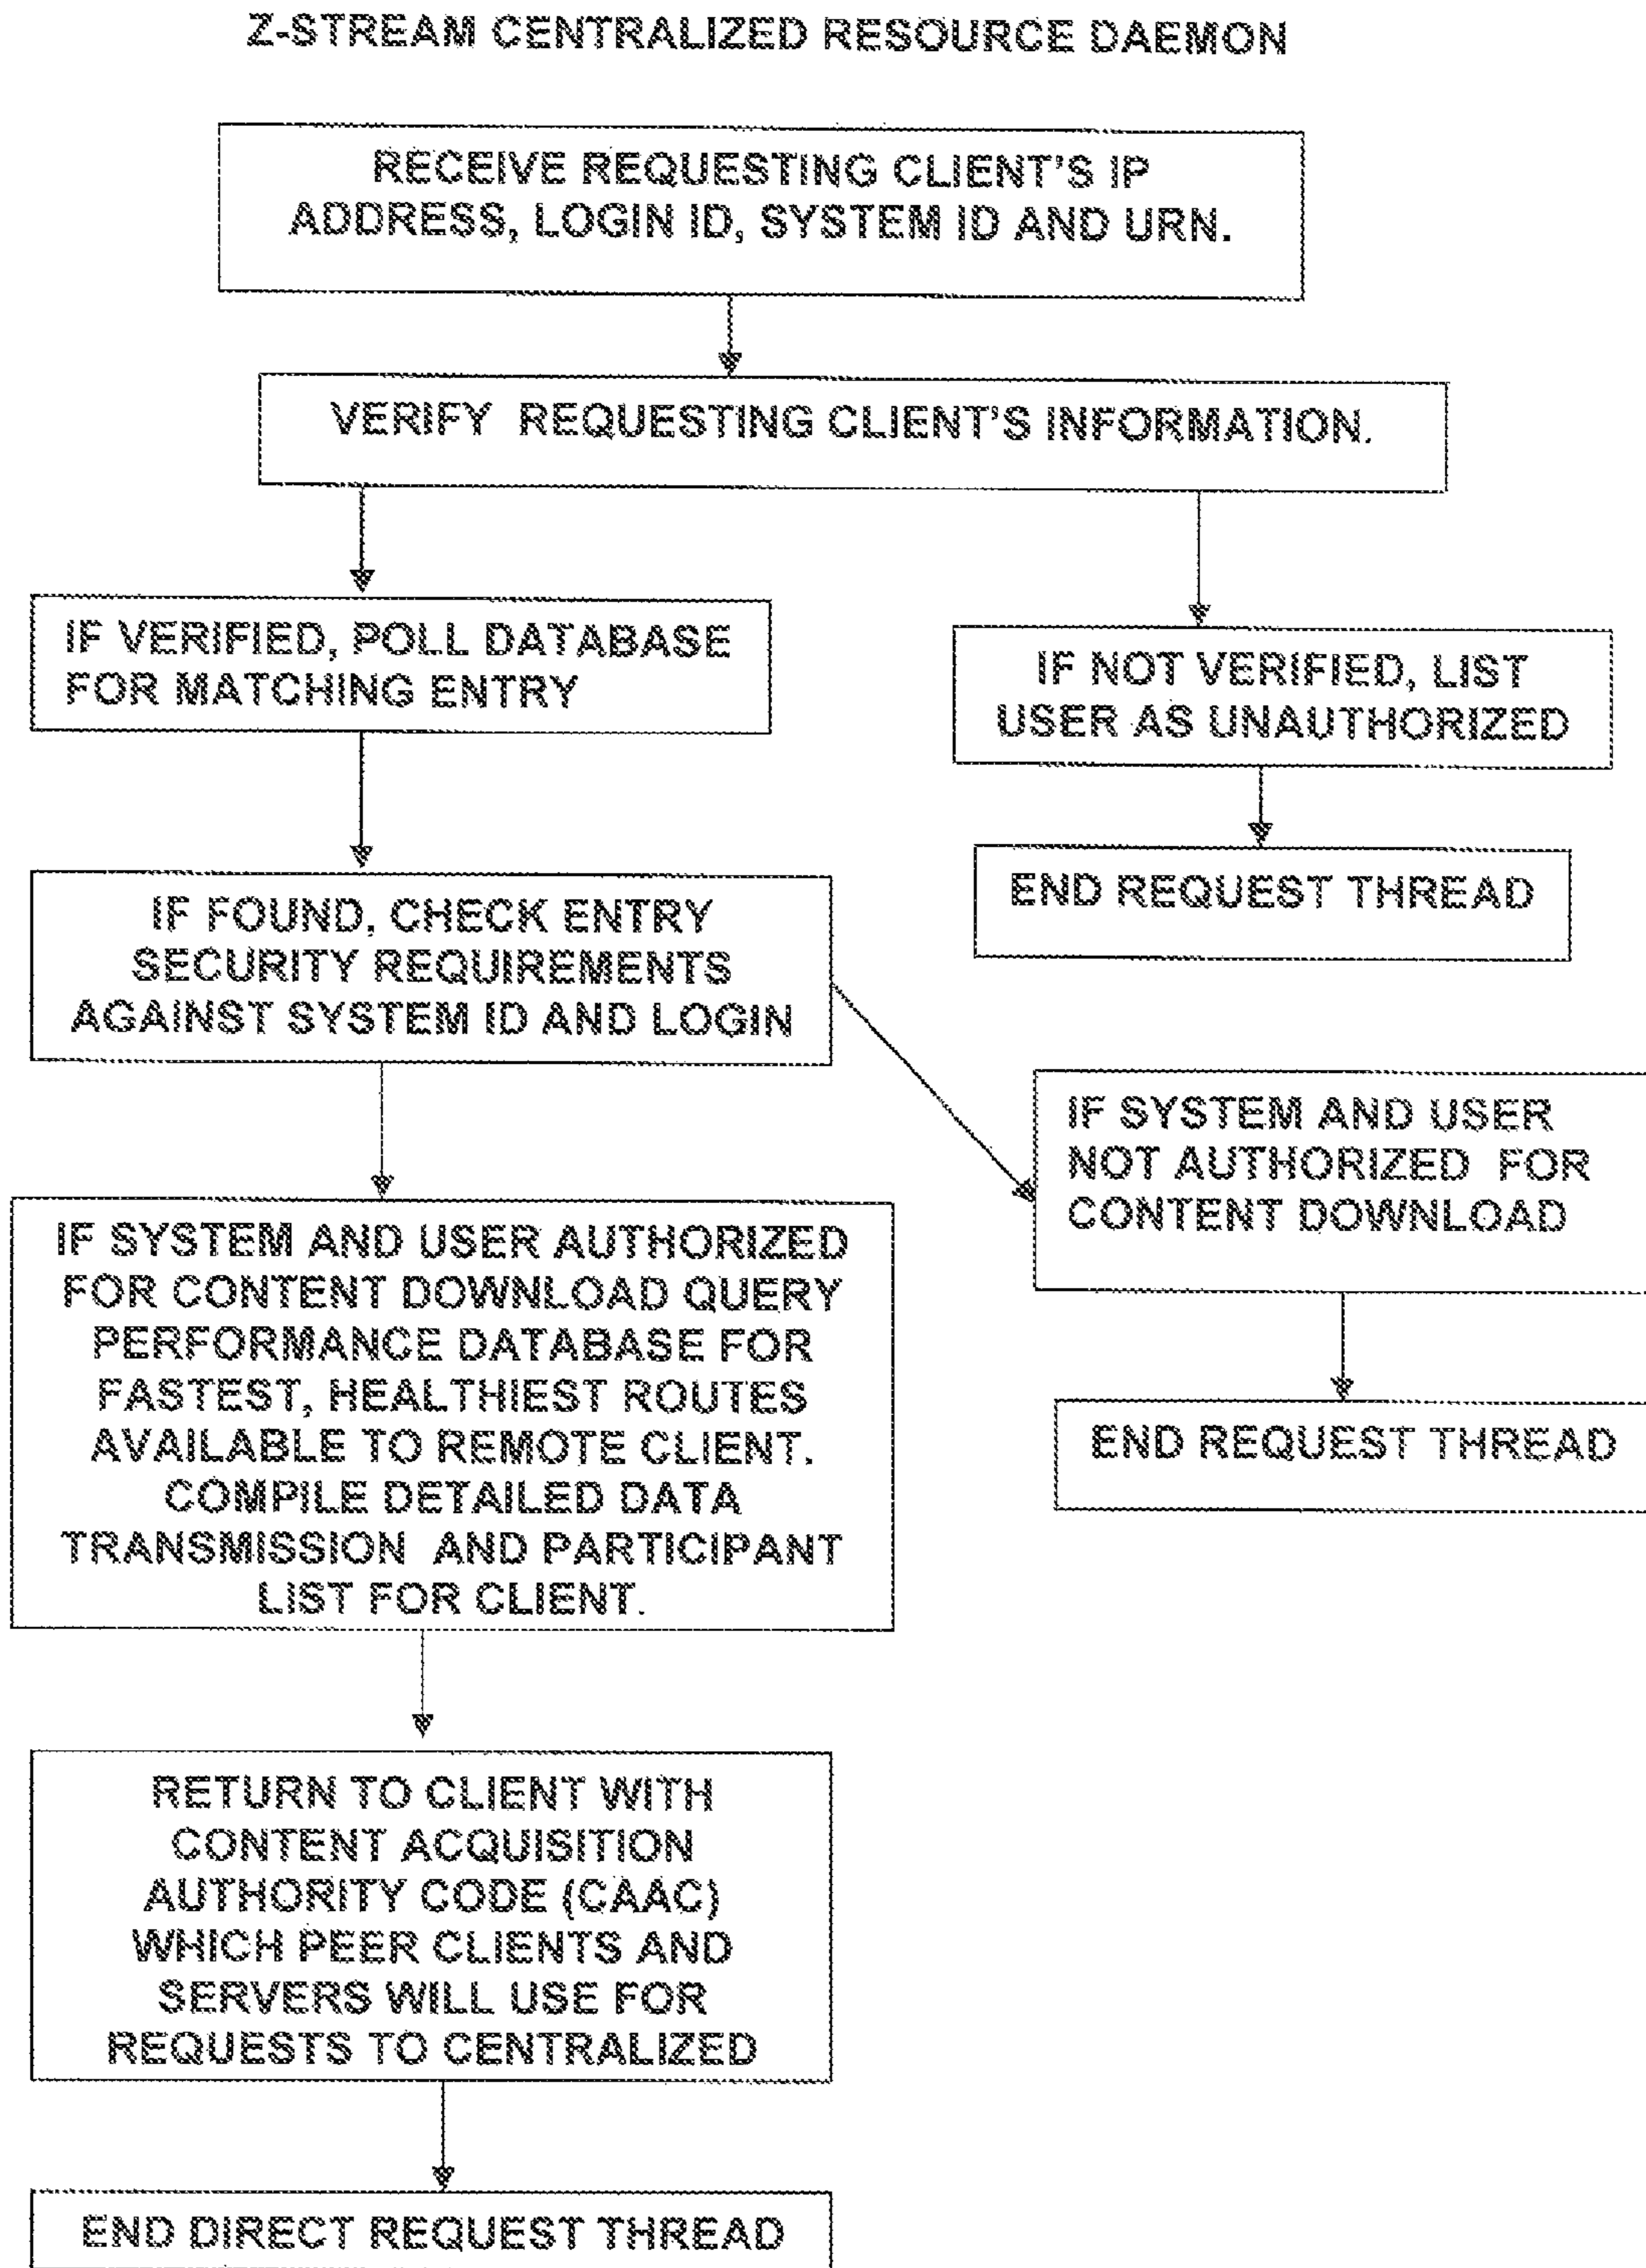 Z-STREAM CENTRALIZED RESOURCE DAEMON
RECEIVE REQUESTING CLIENT'S IP
ADDRESS, LOGIN ID, SYSTEM ID AND URN.
VERIFY REQUESTING CLIENT'S INFORMATION.
IF VERIFIED, POLL DATABASE
FOR MATCHING ENTRY
IF NOT VERIFIED, LIST
USER AS UNAUTHORIZED
END REQUEST THREAD
IF FOUND, CHECK ENTRY
SECURITY REQUIREMENTS
AGAINST SYSTEM ID AND LOGIN
IF SYSTEM AND USER
NOT AUTHORIZED FOR
CONTENT DOWNLOAD
END REQUEST THREAD
IF SYSTEM AND USER AUTHORIZED
FOR CONTENT DOWNLOAD QUERY
PERFORMANCE DATABASE FOR
FASTEST, HEALTHIEST ROUTES
AVAILABLE TO REMOTE CLIENT.
COMPILE DETAILED DATA
TRANSMISSION AND PARTICIPANT
LIST FOR CLIENT.
RETURN TO CLIENT WITH
CONTENT ACQUISITION
AUTHORITY CODE (CAAC)
WHICH PEER CLIENTS AND
SERVERS WILL USE FOR
REQUESTS TO CENTRALIZED
END DIRECT REQUEST THREAD